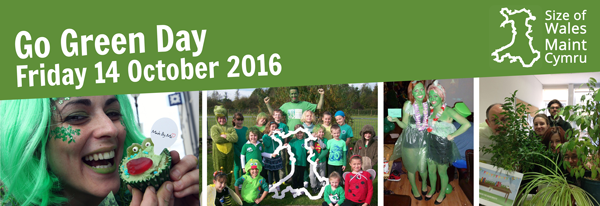 Go Green Day
Friday 14 October 2016
Size of
Wales
Maint
Cymru